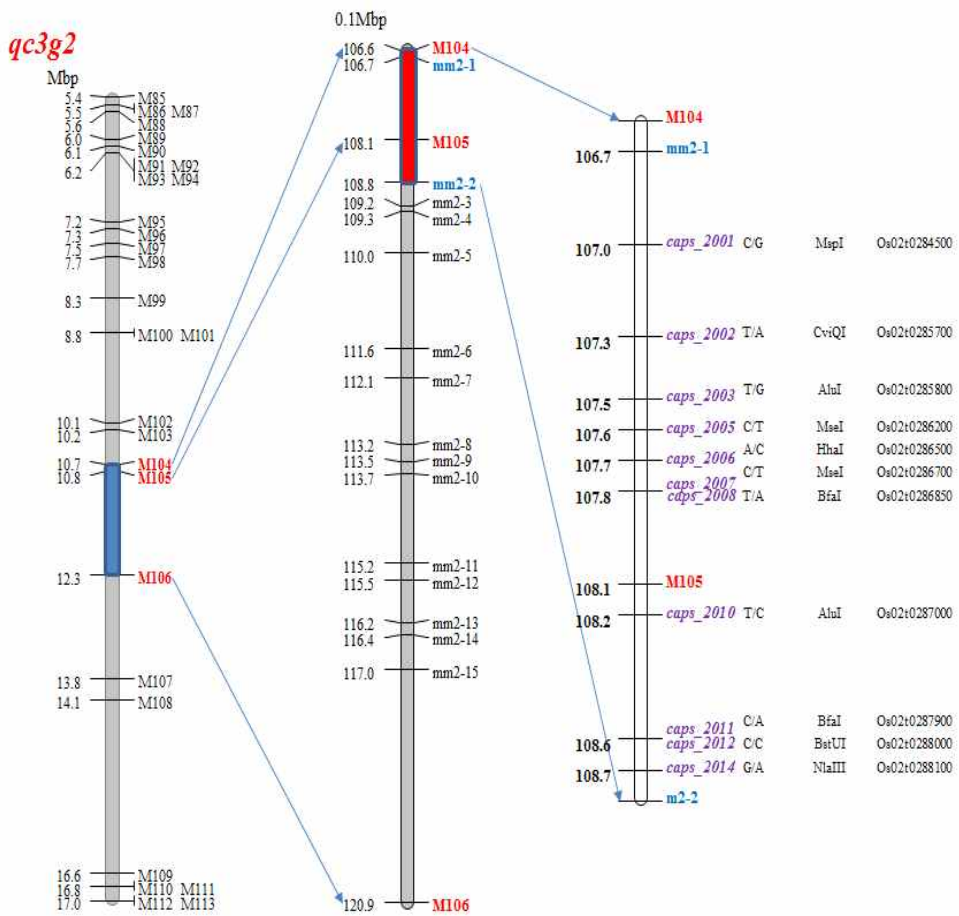 qc3g2
Mbp
5.4 M85
5.5 M86 M87
5.6 M88
6.0 M89
6.1 M90
6.2 M91 M92
M93 M94
7.2 M95
7.3 M96
7.5 M97
7.7 M98
8.3 M99
8.8 M100 M101
10.1 M102
10.2 M103
10.7 M104
10.8 M105
12.3 M106
13.8 M107
14.1 M108
16.6 M109
16.8 M110 M111
17.0 M112 M113
0.1Mbp
106.6 M104
106.7 mm2-1
108.1 M105
108.8 mm2-2
109.2 mm2-3
109.3 mm2-4
110.0 mm2-5
111.6 mm2-6
112.1 mm2-7
113.2 mm2-8
113.5 mm2-9
113.7 mm2-10
115.2 mm2-11
115.5 mm2-12
116.2 mm2-13
116.4 mm2-14
117.0 mm2-15
120.9 M106
M104
106.7 mm2-1
107.0 caps_2001 C/G MspI Os02t0284500
107.3 caps_2002 T/A CviQI Os02t0285700
107.5 caps_2003 T/G AluI Os02t0285800
107.6 caps_2005 C/T MseI Os02t0286200
107.7 caps_2006 A/C HhaI Os02t0286500
caps_2007 C/T MseI Os02t0286700
107.8 caps_2008 T/A BfaI Os02t0286850
108.1 M105
108.2 caps_2010 T/C AluI Os02t0287000
caps_2011 C/A BfaI Os02t0287900
108.6 caps_2012 C/C BstUI Os02t0288000
108.7 caps_2014 G/A NlaIII Os02t0288100
m2-2